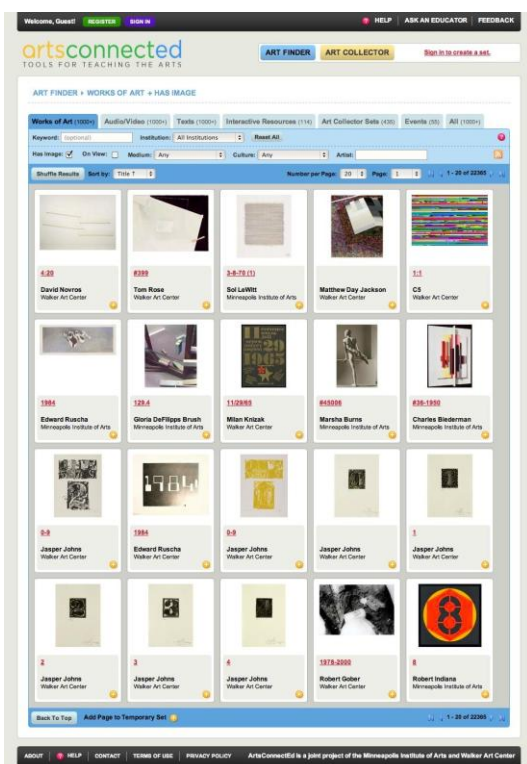 Welcome, Guest! REGISTER SIGN IN HELP ASK AN EDUCATOR FEEDBACK
artsconnected
TOOLS FOR TEACHING THE ARTS
ART FINDER ART COLLECTOR Sign in to create a set.
ART FINDER WORKS OF ART + HAS IMAGE
Works of Art (1000+) Audio/Video (1000+) Texts (1000+) Interactive Resources (114) Art Collector Sets (435) Events (55) All (1000+)
Keyword: (optional) Institution: All Institutions Reset All
Has Image: On View: Medium: Any Culture: Any Artist:
Shuffle Results Sort by: Title Number per Page: 20 Page: 1 1 - 20 of 22365
4:20 #399 3-8-70 (1) 1:1
David Novros Tom Rose Sol LeWitt Matthew Day Jackson C5
Walker Art Center Walker Art Center Minneapolis Institute of Arts Walker Art Center Walker Art Center
11
29
1965
1984 129.4 11/29/65 #45006 #36-1950
Edward Ruscha Gloria DeFilipps Brush Milan Knizak Marsha Burns Charles Biederman
Minneapolis Institute of Arts Minneapolis Institute of Arts Walker Art Center Minneapolis Institute of Arts Minneapolis Institute of Arts
1984
0-9 1984 0-9 1
Jasper Johns Edward Ruscha Jasper Johns Jasper Johns Jasper Johns
Walker Art Center Walker Art Center Walker Art Center Walker Art Center Walker Art Center
2 3 8
2 3 4 1978-2000 8
Jasper Johns Jasper Johns Jasper Johns Robert Gober Robert Indiana
Walker Art Center Walker Art Center Walker Art Center Walker Art Center Minneapolis Institute of Arts
Back To Top Add Page to Temporary Set 1 - 20 of 22365
ABOUT HELP CONTACT TERMS OF USE PRIVACY POLICY ArtsConnectEd is a joint project of the Minneapolis Institute of Arts and Walker Art Center